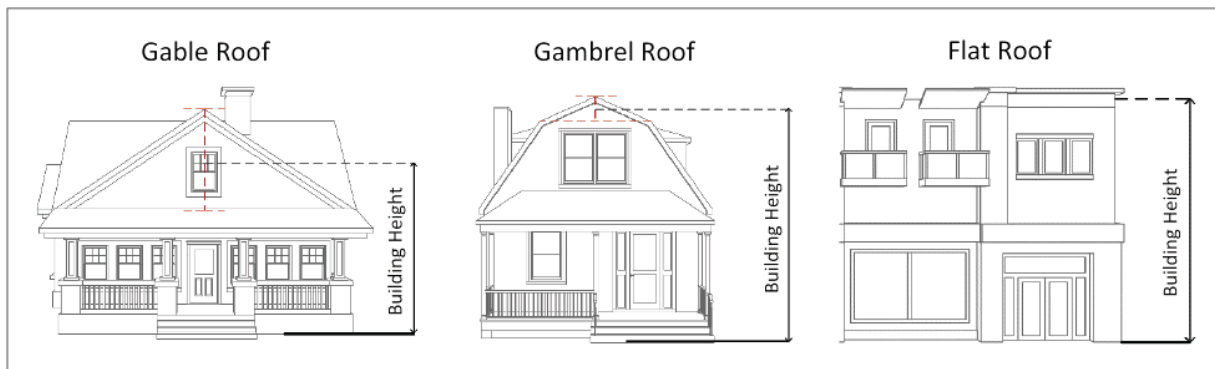 Gable Roof
Gambrel Roof
Flat Roof
Building Height
Building Height
Building Height